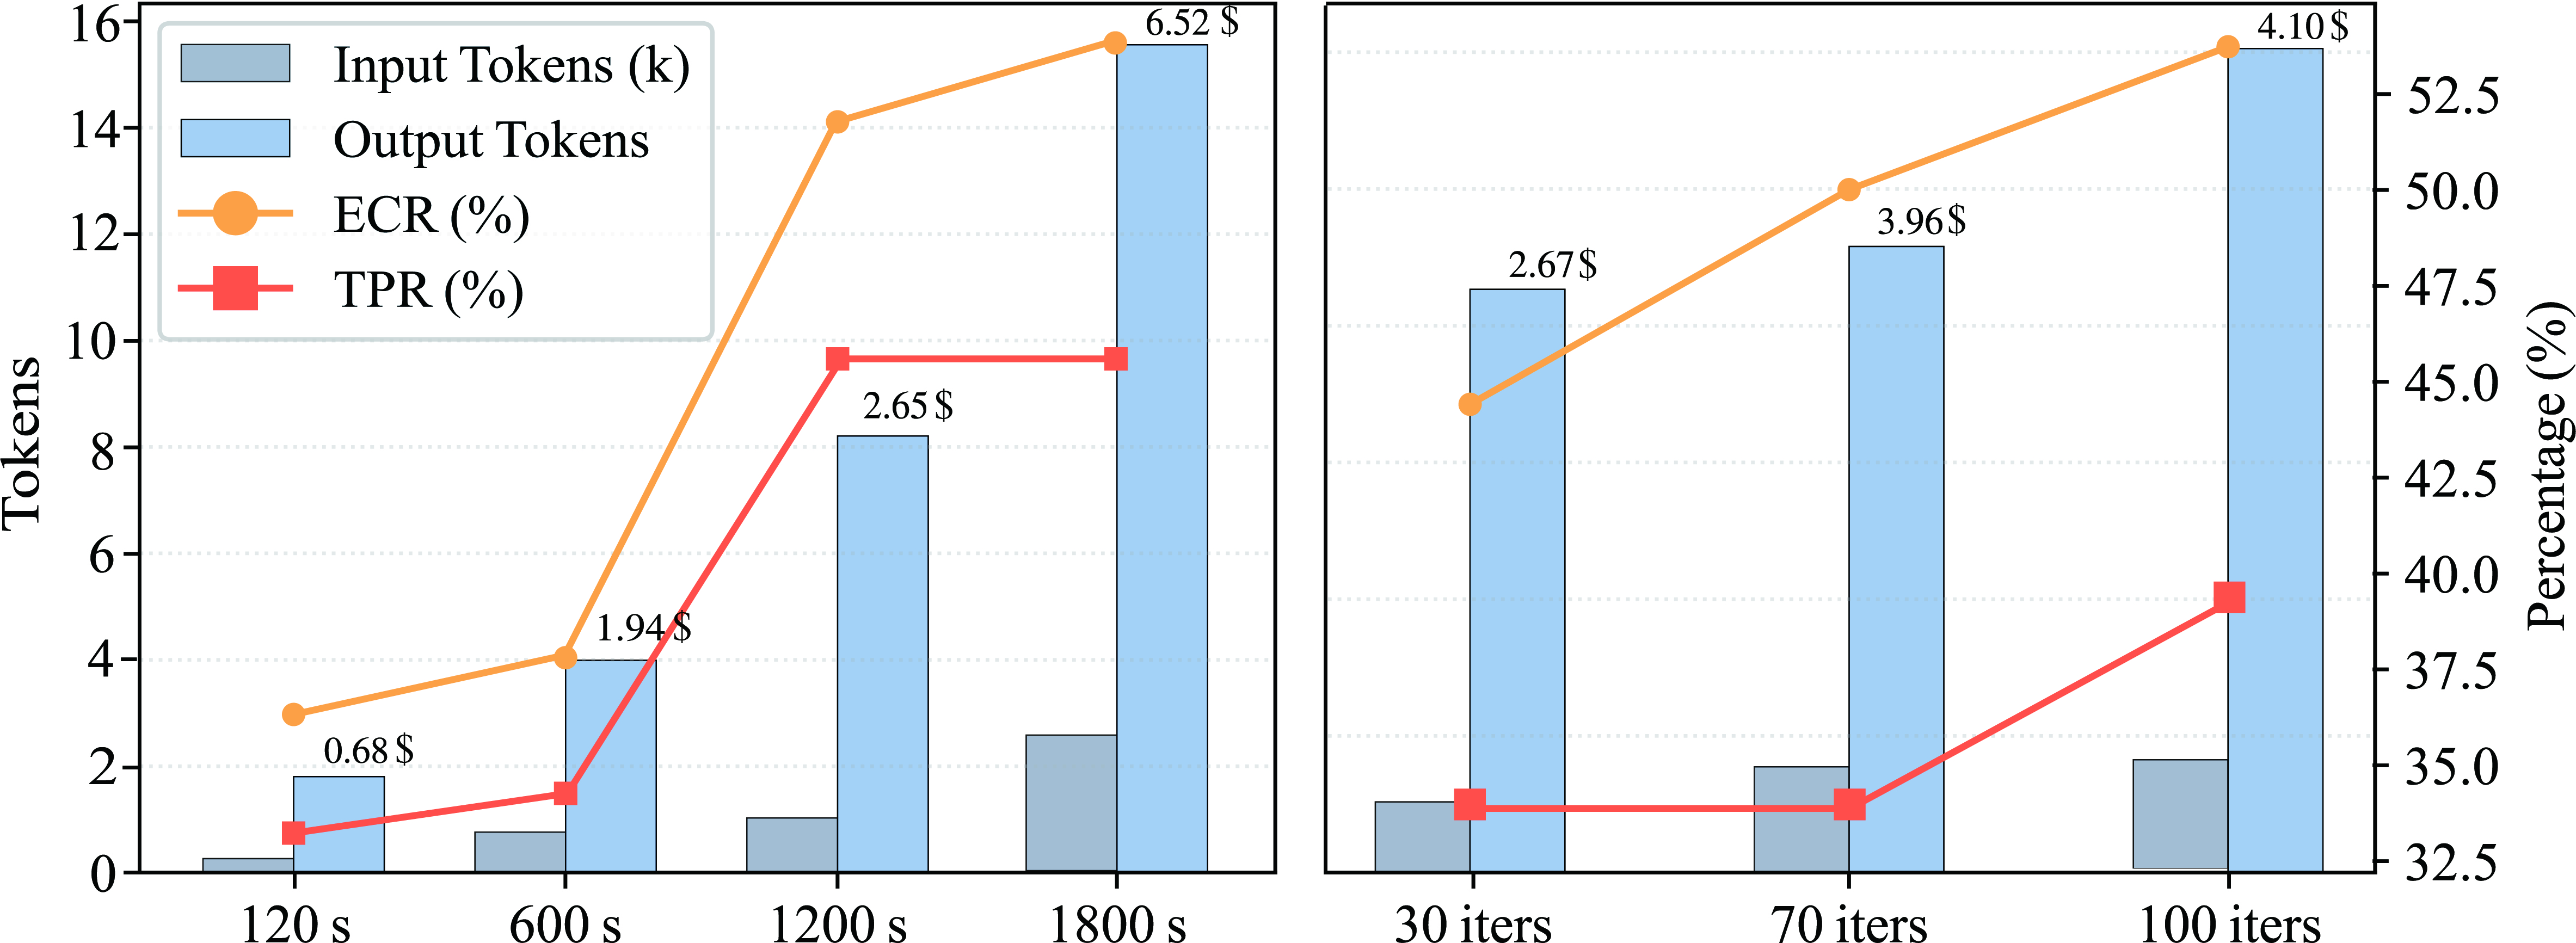 Tokens
16
14
12
10
8
6
4
2
0
Input Tokens (k)
Output Tokens
ECR (%)
TPR (%)
0.68 $
1.94 $
2.65 $
6.52 $
120 s
600 s
1200 s
1800 s
2.67 $
3.96 $
4.10 $
30 iters
70 iters
100 iters
52.5
50.0
47.5
45.0
42.5
40.0
37.5
35.0
32.5
Percentage (%)